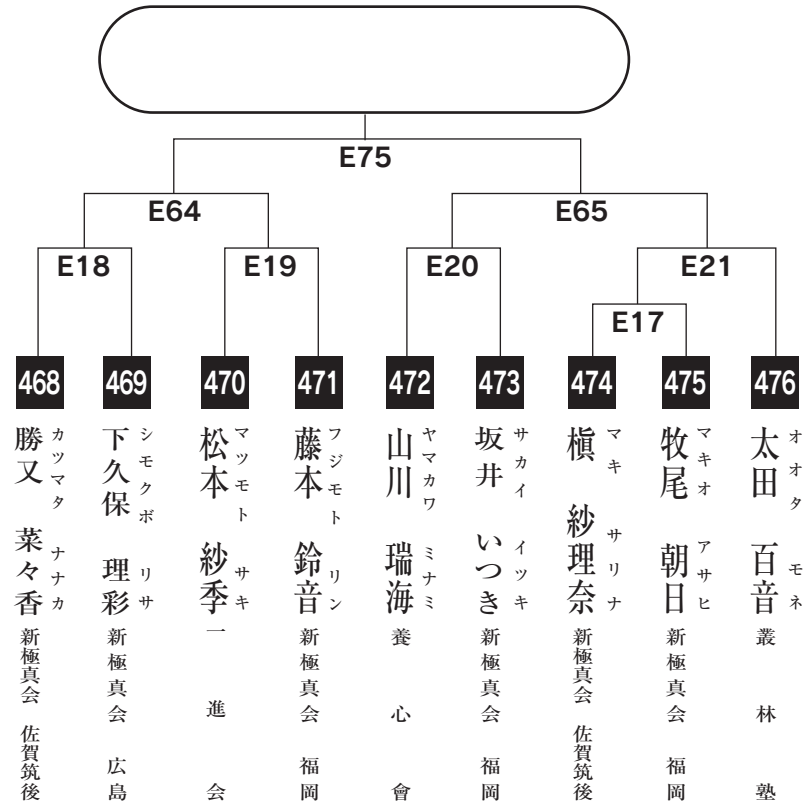 E75
E64
E65
E18
E19
E20
E21
E17
468
469
470
471
472
473
474
475
476
勝又 菜々香
カツマタ ナナカ
新極真会 佐賀筑後
下久保 理彩
シモクボ リサ
新極真会 広島
松本 紗季
マツモト サキ
一進会
藤本 鈴音
フジモト リン
新極真会 福岡
山川 瑞海
ヤマカワ ミナミ
養心會
坂井 いつき
サカイ イツキ
新極真会 福岡
槇 紗理奈
マキ サリナ
新極真会 佐賀筑後
牧尾 朝日
マキオ アサヒ
新極真会 福岡
太田 百音
オオタ モネ
叢林塾